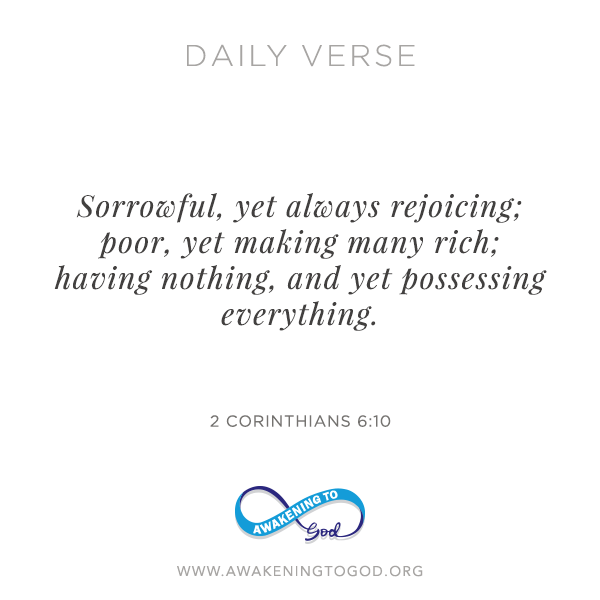 DAILY VERSE
Sorrowful, yet always rejoicing;
poor, yet making many rich;
having nothing, and yet possessing
everything.
2 CORINTHIANS 6:10
AWAKENING TO
God
WWW.AWAKENINGTOGOD.ORG